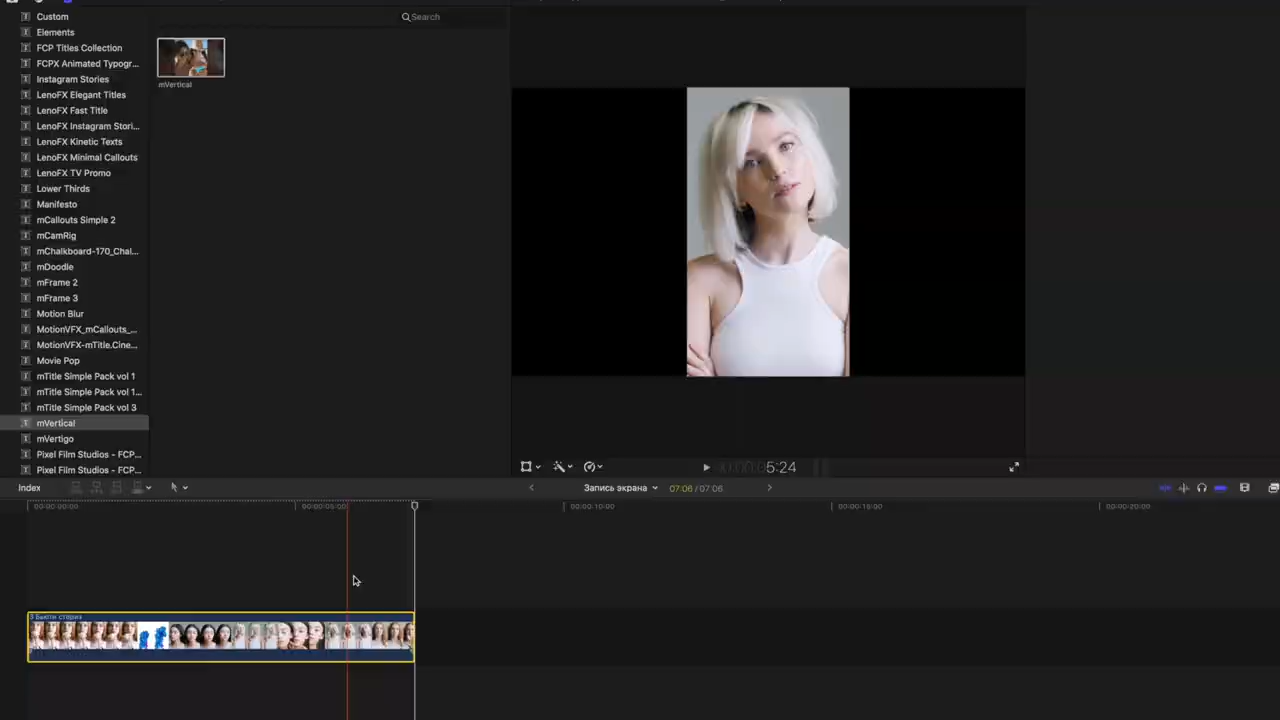 Custom
Search
Elements
FCP Titles Collection
FCPX Animated Typogr...
Instagram Stories
LenoFX Elegant Titles
LenoFX Fast Title
LenoFX Instagram Stori...
LenoFX Kinetic Texts
LenoFX Minimal Callouts
LenoFX TV Promo
Lower Thirds
Manifesto
mCallouts Simple 2
mCamRig
mChalkboard-170_Chal...
mDoodle
mFrame 2
mFrame 3
Motion Blur
MotionVFX_mCallouts_...
MotionVFX-mTitle.Cine...
Movie Pop
mTitle Simple Pack vol 1
mTitle Simple Pack vol 1...
mTitle Simple Pack vol 3
mVertical
mVertigo
Pixel Film Studios - FCP...
Pixel Film Studios - FCP...
mVertical
5:24
Index
Запись экрана
07:06 / 07:06
00:00:00:00
00:00:05:00
00:00:10:00
00:00:15:00
00:00:20:00
3 Бьюти сториз